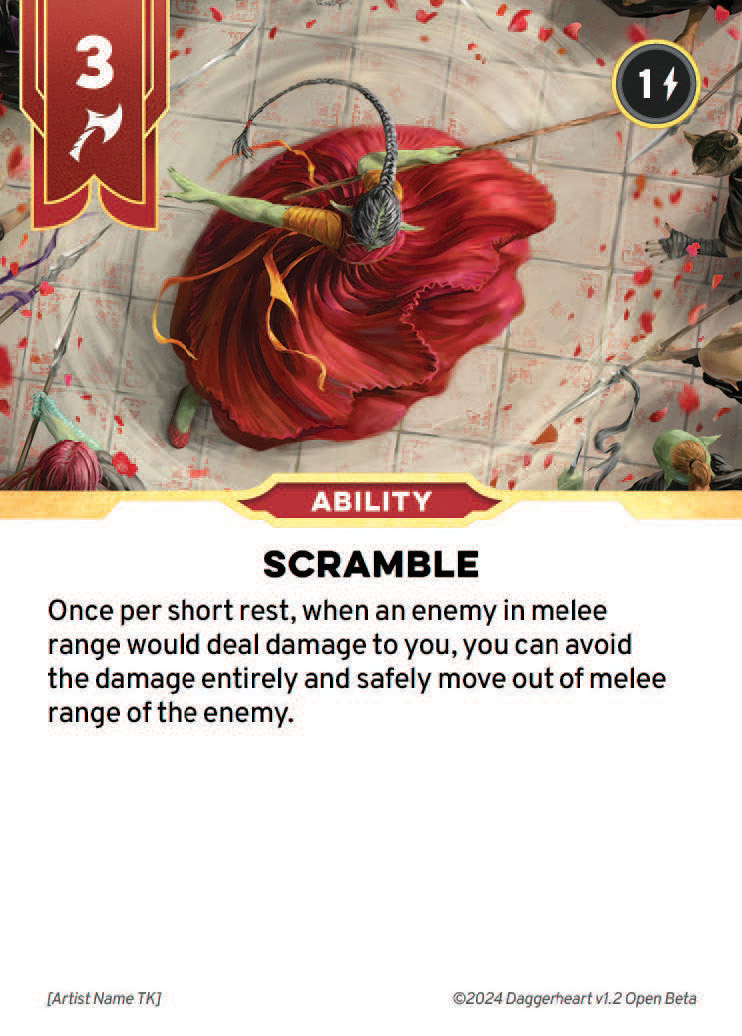 3
1
ABILITY
SCRAMBLE
Once per short rest, when an enemy in melee
range would deal damage to you, you can avoid
the damage entirely and safely move out of melee
range of the enemy.
[Artist Name TK]
©2024 Daggerheart v1.2 Open Beta